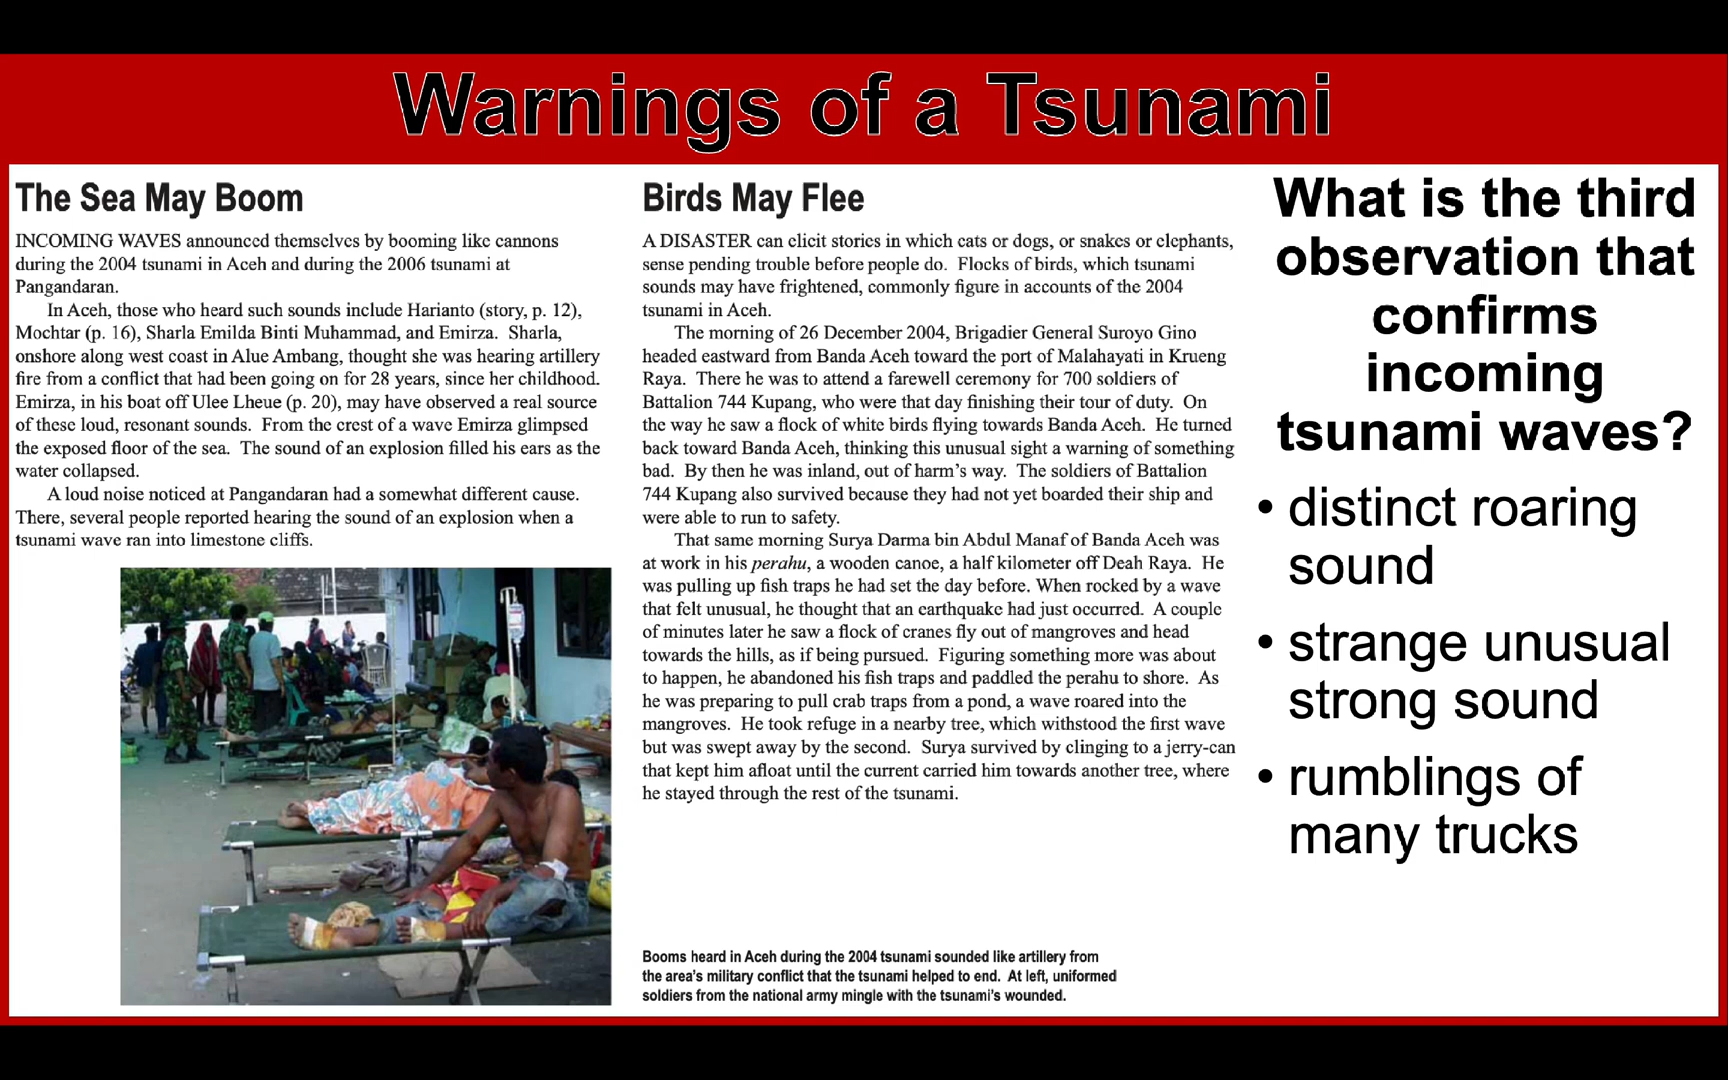 Warnings of a Tsunami
The Sea May Boom
INCOMING WAVES announced themselves by booming like cannons
during the 2004 tsunami in Aceh and during the 2006 tsunami at
Pangandaran.
In Aceh, those who heard such sounds include Harianto (story, p. 12),
Mochtar (p. 16), Sharla Emilda Binti Muhammad, and Emirza.  Sharla,
onshore along west coast in Alue Ambang, thought she was hearing artillery
fire from a conflict that had been going on for 28 years, since her childhood.
Emirza, in his boat off Ulee Lheue (p. 20), may have observed a real source
of these loud, resonant sounds.  From the crest of a wave Emirza glimpsed
the exposed floor of the sea.  The sound of an explosion filled his ears as the
water collapsed.
A loud noise noticed at Pangandaran had a somewhat different cause.
There, several people reported hearing the sound of an explosion when a
tsunami wave ran into limestone cliffs.
Birds May Flee
A DISASTER can elicit stories in which cats or dogs, or snakes or elephants,
sense pending trouble before people do.  Flocks of birds, which tsunami
sounds may have frightened, commonly figure in accounts of the 2004
tsunami in Aceh.
The morning of 26 December 2004, Brigadier General Suroyo Gino
headed eastward from Banda Aceh toward the port of Malahayati in Krueng
Raya.  There he was to attend a farewell ceremony for 700 soldiers of
Battalion 744 Kupang, who were that day finishing their tour of duty.  On
the way he saw a flock of white birds flying towards Banda Aceh.  He turned
back toward Banda Aceh, thinking this unusual sight a warning of something
bad.  By then he was inland, out of harm's way.  The soldiers of Battalion
744 Kupang also survived because they had not yet boarded their ship and
were able to run to safety.
That same morning Surya Darma bin Abdul Manaf of Banda Aceh was
at work in his perahu, a wooden canoe, a half kilometer off Deah Raya.  He
was pulling up fish traps he had set the day before. When rocked by a wave
that felt unusual, he thought that an earthquake had just occurred.  A couple
of minutes later he saw a flock of cranes fly out of mangroves and head
towards the hills, as if being pursued.  Figuring something more was about
to happen, he abandoned his fish traps and paddled the perahu to shore.  As
he was preparing to pull crab traps from a pond, a wave roared into the
mangroves.  He took refuge in a nearby tree, which withstood the first wave
but was swept away by the second.  Surya survived by clinging to a jerry-can
that kept him afloat until the current carried him towards another tree, where
he stayed through the rest of the tsunami.
Booms heard in Aceh during the 2004 tsunami sounded like artillery from
the area's military conflict that the tsunami helped to end.  At left, uniformed
soldiers from the national army mingle with the tsunami's wounded.
What is the third
observation that
confirms
incoming
tsunami waves?
• distinct roaring
sound
• strange unusual
strong sound
• rumblings of
many trucks